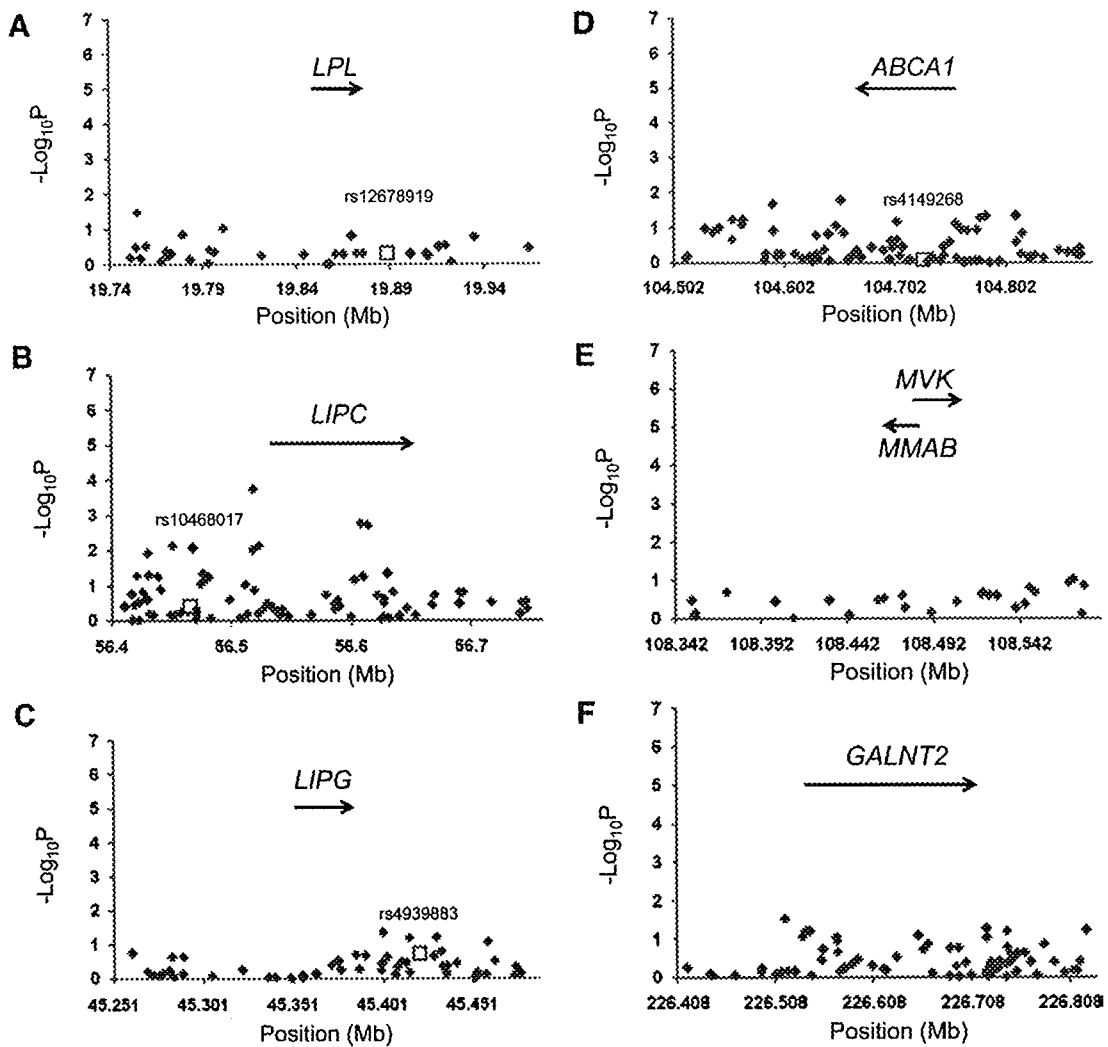 A
7
6
5
4
3
2
1
0
-Log10P
LPL
rs12678919
19.74 19.79 19.84 19.89 19.94
Position (Mb)
B
7
6
5
4
3
2
1
0
-Log10P
LIPC
rs10468017
56.4 56.5 56.6 56.7
Position (Mb)
C
7
6
5
4
3
2
1
0
-Log10P
LIPG
rs4939883
45.251 45.301 45.351 45.401 45.451
Position (Mb)
D
7
6
5
4
3
2
1
0
-Log10P
ABCA1
rs4149268
104.502 104.602 104.702 104.802
Position (Mb)
E
7
6
5
4
3
2
1
0
-Log10P
MVK
MMAB
108.342 108.392 108.442 108.492 108.542
Position (Mb)
F
7
6
5
4
3
2
1
0
-Log10P
GALNT2
226.408 226.508 226.608 226.708 226.808
Position (Mb)